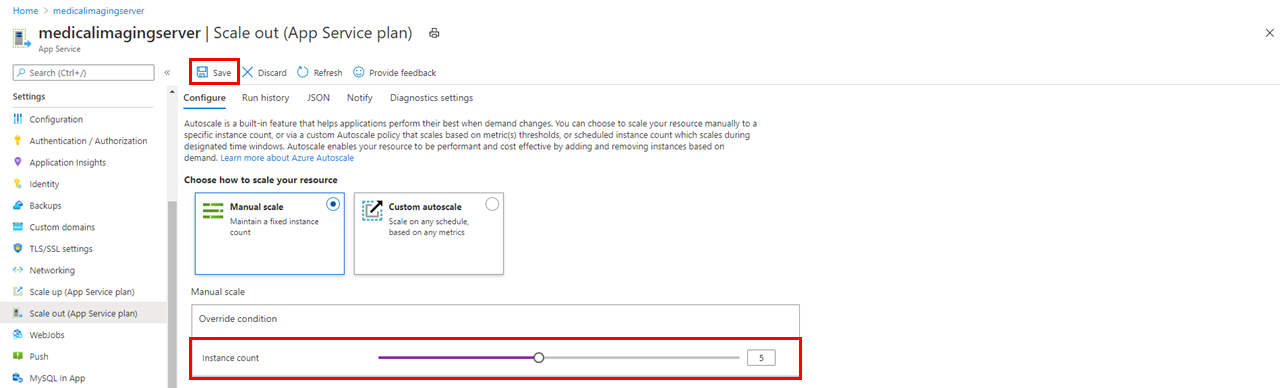 Home > medicalimagingserver
medicalimagingserver | Scale out (App Service plan)
App Service
Search (Ctrl+/)
«
Settings
Configuration
Authentication / Authorization
Application Insights
Identity
Backups
Custom domains
TLS/SSL settings
Networking
Scale up (App Service plan)
Scale out (App Service plan)
WebJobs
Push
MySQL In App
Save Discard Refresh Provide feedback
Configure Run history JSON Notify Diagnostics settings
Autoscale is a built-in feature that helps applications perform their best when demand changes. You can choose to scale your resource manually to a
specific instance count, or via a custom Autoscale policy that scales based on metric(s) thresholds, or scheduled instance count which scales during
designated time windows. Autoscale enables your resource to be performant and cost effective by adding and removing instances based on
demand. Learn more about Azure Autoscale
Choose how to scale your resource
Manual scale
Maintain a fixed instance
count
Custom autoscale
Scale on any schedule,
based on any metrics
Manual scale
Override condition
Instance count 5